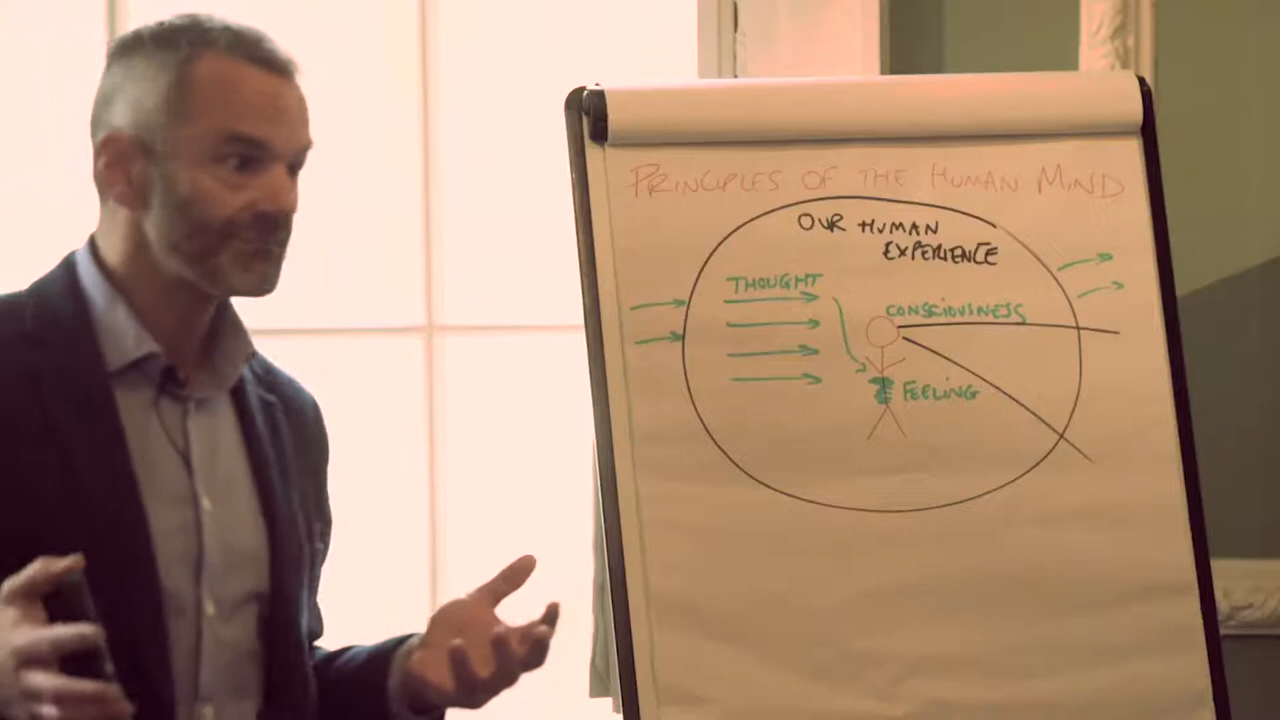 PRINCIPLES OF THE HUMAN MIND
OUR HUMAN
EXPERIENCE
THOUGHT
CONSCIOUSNESS
FEELING